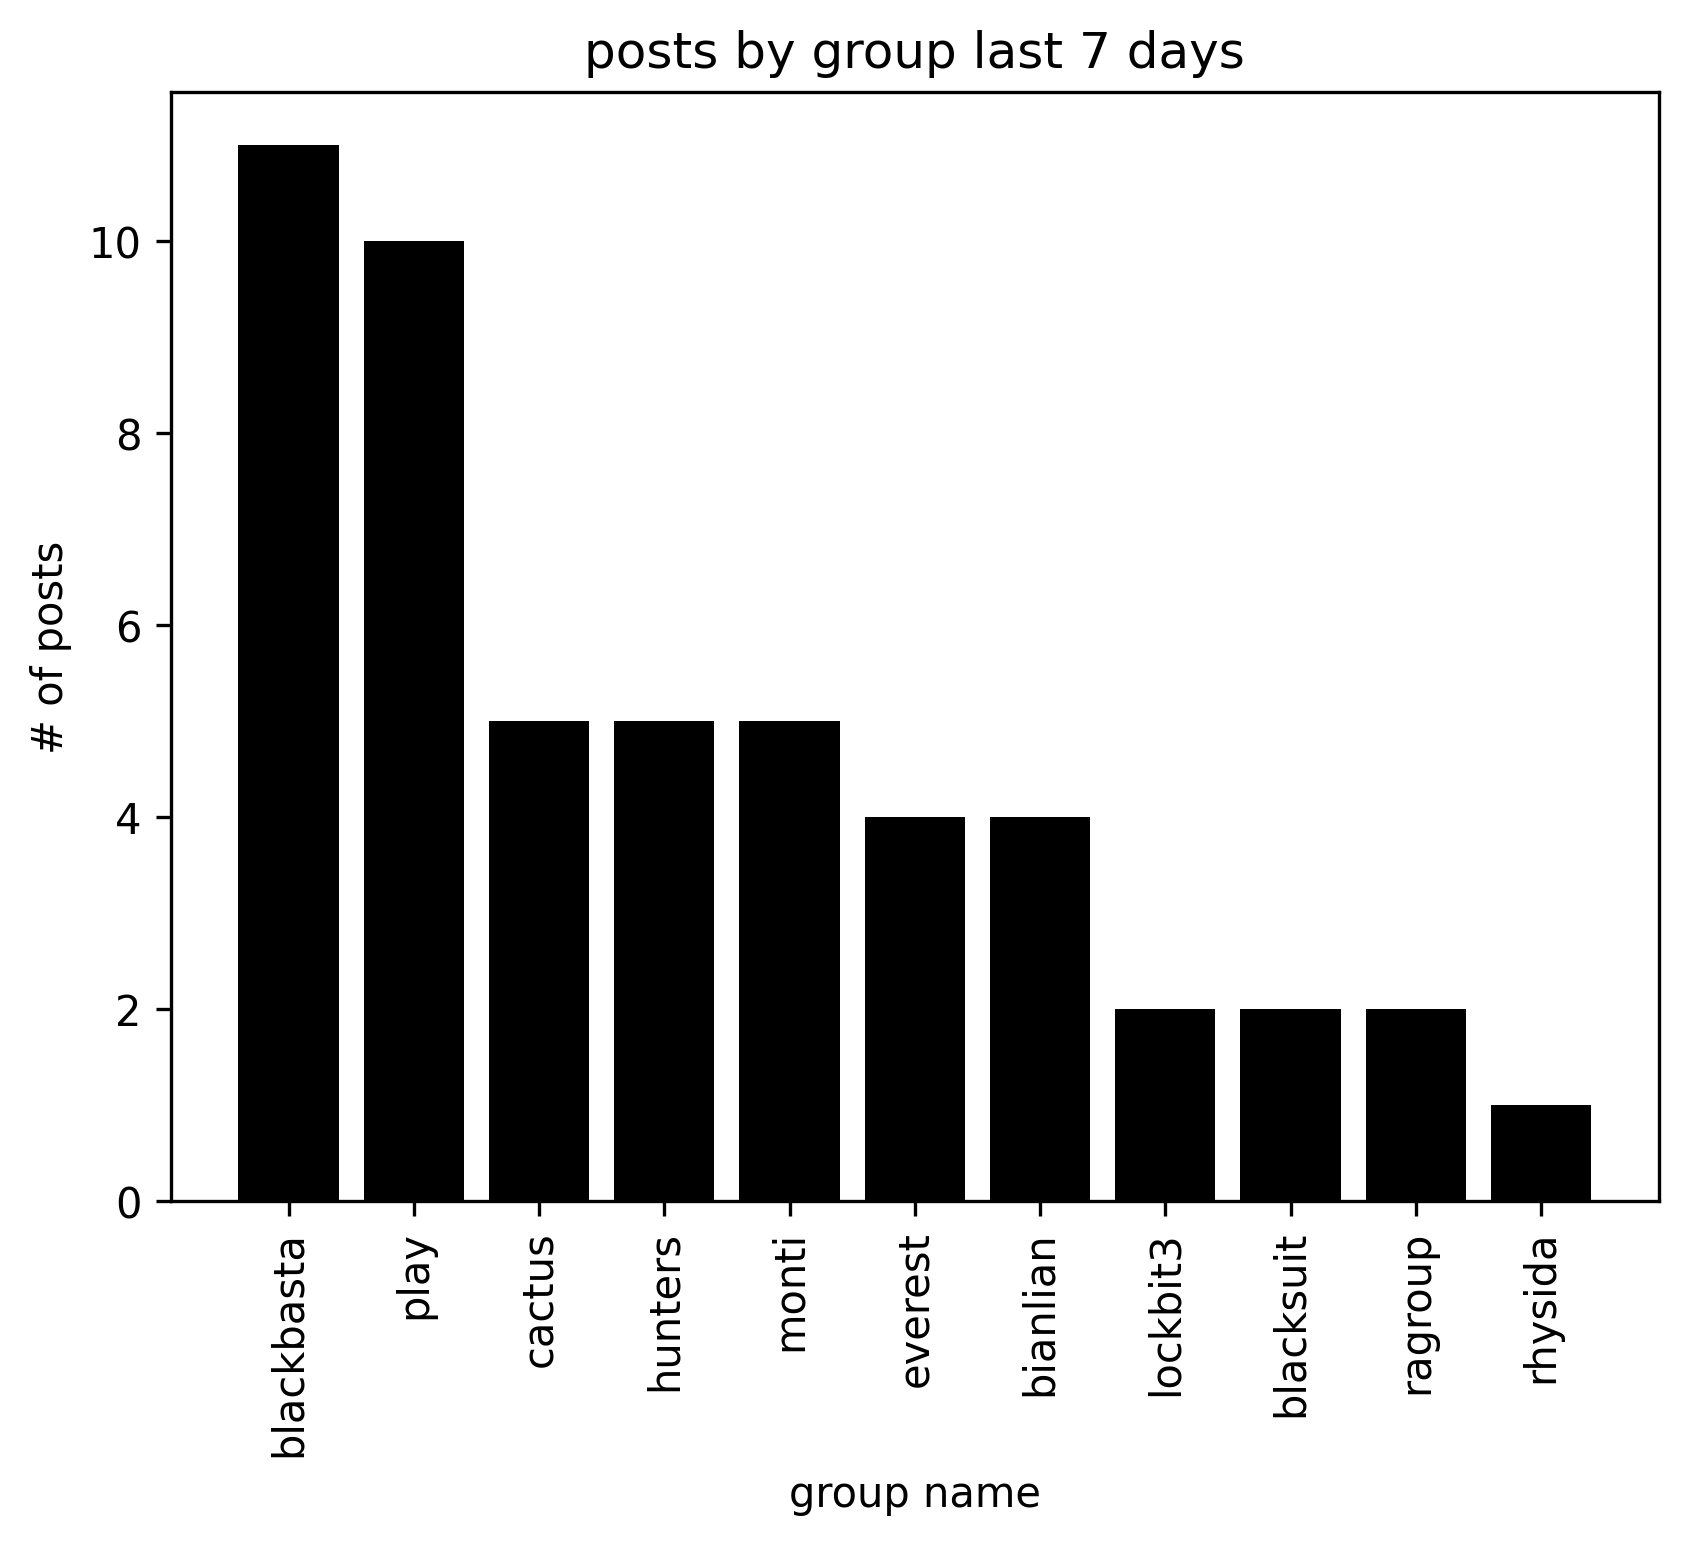 posts by group last 7 days
# of posts
10
8
6
4
2
0
blackbasta
play
cactus
hunters
monti
everest
bianlian
lockbit3
blacksuit
ragroup
rhysida
group name